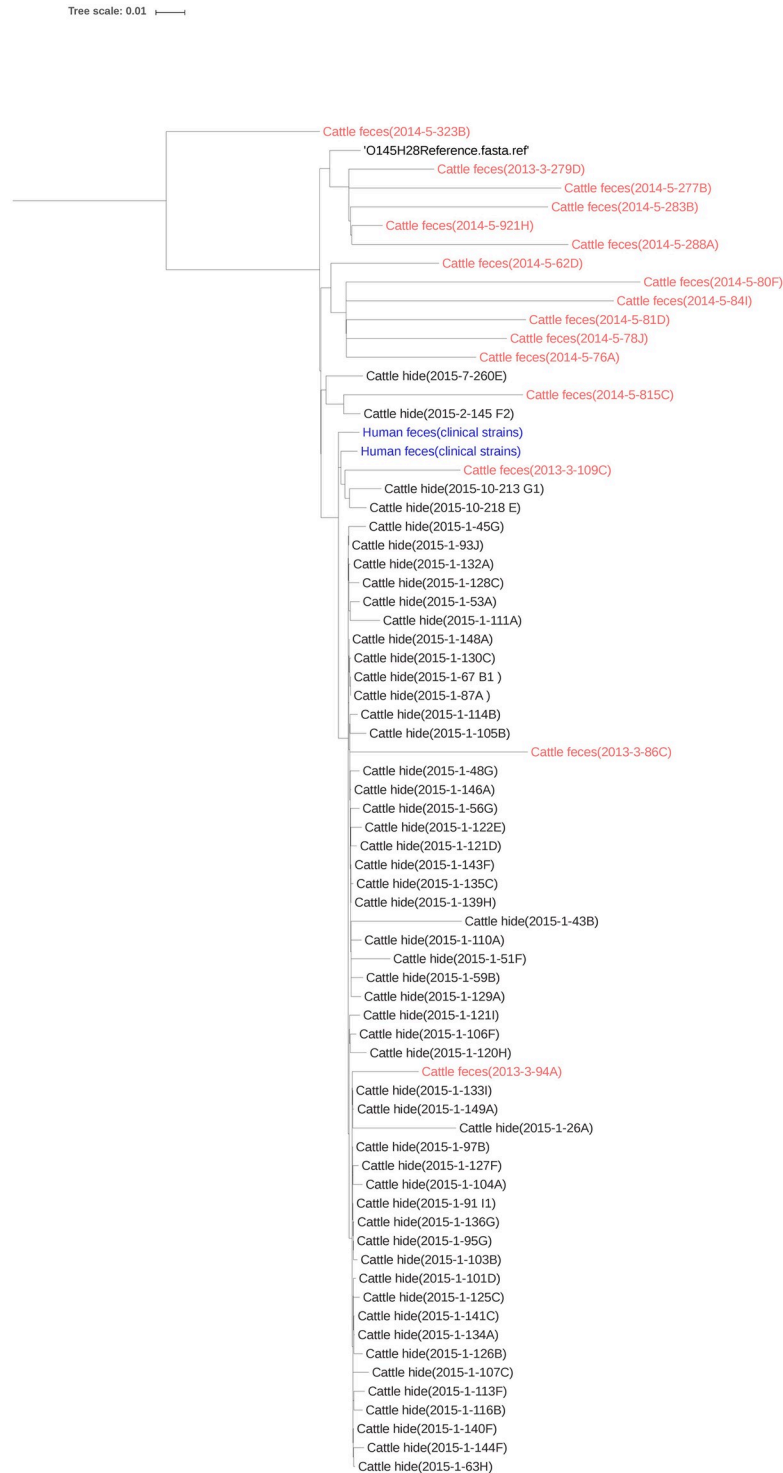 Tree scale: 0.01
Cattle feces(2014-5-323B)
'O145H28Reference.fasta.ref'
Cattle feces(2013-3-279D)
Cattle feces(2014-5-277B)
Cattle feces(2014-5-283B)
Cattle feces(2014-5-921H)
Cattle feces(2014-5-288A)
Cattle feces(2014-5-62D)
Cattle feces(2014-5-80F)
Cattle feces(2014-5-84I)
Cattle feces(2014-5-81D)
Cattle feces(2014-5-78J)
Cattle feces(2014-5-76A)
Cattle hide(2015-7-260E)
Cattle feces(2014-5-815C)
Cattle hide(2015-2-145 F2)
Human feces(clinical strains)
Human feces(clinical strains)
Cattle feces(2013-3-109C)
Cattle hide(2015-10-213 G1)
Cattle hide(2015-10-218 E)
Cattle hide(2015-1-45G)
Cattle hide(2015-1-93J)
Cattle hide(2015-1-132A)
Cattle hide(2015-1-128C)
Cattle hide(2015-1-53A)
Cattle hide(2015-1-111A)
Cattle hide(2015-1-148A)
Cattle hide(2015-1-130C)
Cattle hide(2015-1-67 B1 )
Cattle hide(2015-1-87A )
Cattle hide(2015-1-114B)
Cattle hide(2015-1-105B)
Cattle feces(2013-3-86C)
Cattle hide(2015-1-48G)
Cattle hide(2015-1-146A)
Cattle hide(2015-1-56G)
Cattle hide(2015-1-122E)
Cattle hide(2015-1-121D)
Cattle hide(2015-1-143F)
Cattle hide(2015-1-135C)
Cattle hide(2015-1-139H)
Cattle hide(2015-1-43B)
Cattle hide(2015-1-110A)
Cattle hide(2015-1-51F)
Cattle hide(2015-1-59B)
Cattle hide(2015-1-129A)
Cattle hide(2015-1-121I)
Cattle hide(2015-1-106F)
Cattle hide(2015-1-120H)
Cattle feces(2013-3-94A)
Cattle hide(2015-1-133I)
Cattle hide(2015-1-149A)
Cattle hide(2015-1-26A)
Cattle hide(2015-1-97B)
Cattle hide(2015-1-127F)
Cattle hide(2015-1-104A)
Cattle hide(2015-1-91 I1)
Cattle hide(2015-1-136G)
Cattle hide(2015-1-95G)
Cattle hide(2015-1-103B)
Cattle hide(2015-1-101D)
Cattle hide(2015-1-125C)
Cattle hide(2015-1-141C)
Cattle hide(2015-1-134A)
Cattle hide(2015-1-126B)
Cattle hide(2015-1-107C)
Cattle hide(2015-1-113F)
Cattle hide(2015-1-116B)
Cattle hide(2015-1-140F)
Cattle hide(2015-1-144F)
Cattle hide(2015-1-63H)